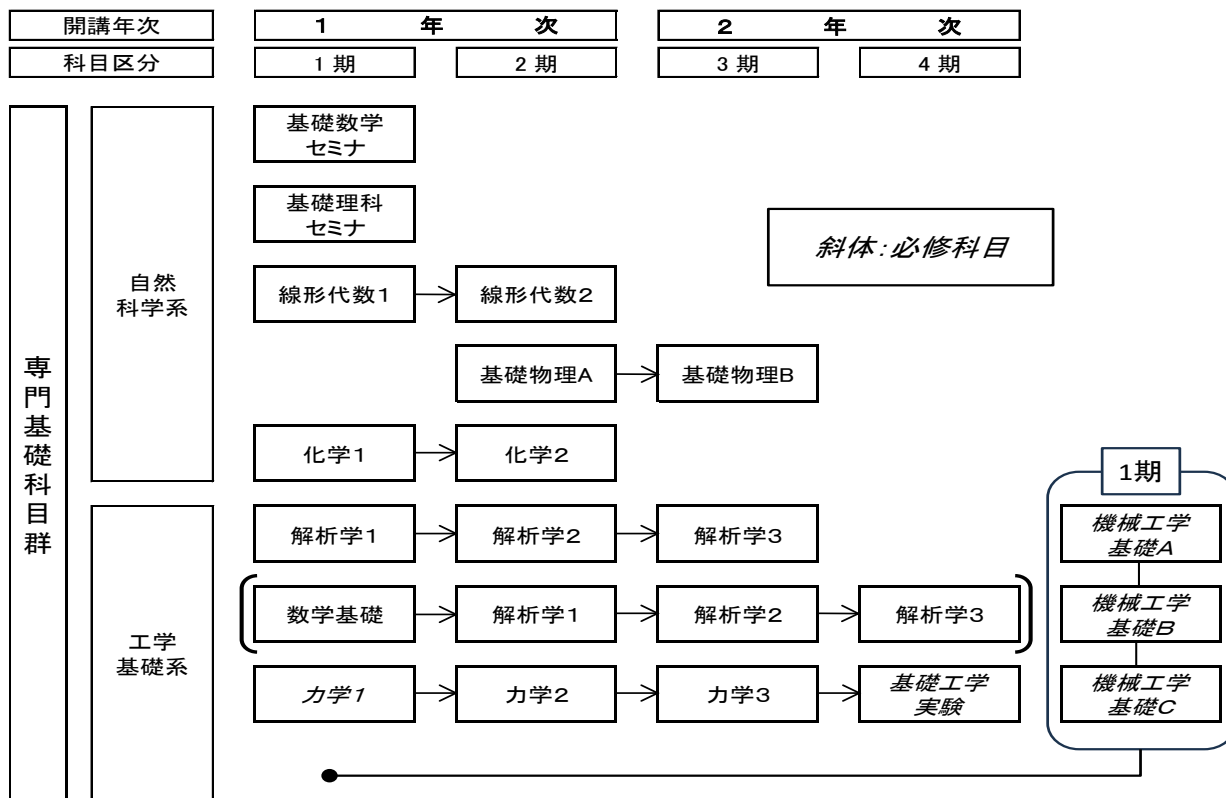 開講年次
1 年 次
2 年 次
科目区分
1 期
2 期
3 期
4 期
専門基礎科目群
自然
科学系
基礎数学
セミナ
基礎理科
セミナ
斜体:必修科目
線形代数1
線形代数2
基礎物理A
基礎物理B
化学1
化学2
工学
基礎系
解析学1
解析学2
解析学3
数学基礎
解析学1
解析学2
解析学3
力学1
力学2
力学3
基礎工学
実験
1期
機械工学
基礎A
機械工学
基礎B
機械工学
基礎C